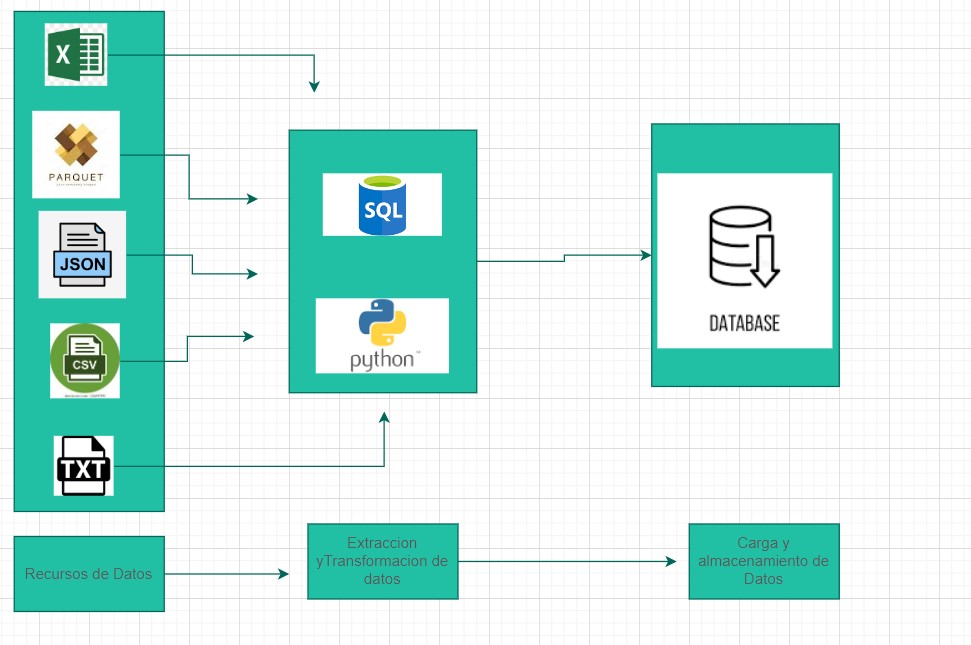 X
PARQUET
JSON
CSV
TXT
SQL
python
DATABASE
Recursos de Datos
Extraccion
yTransformacion de
datos
Carga y
almacenamiento de
Datos